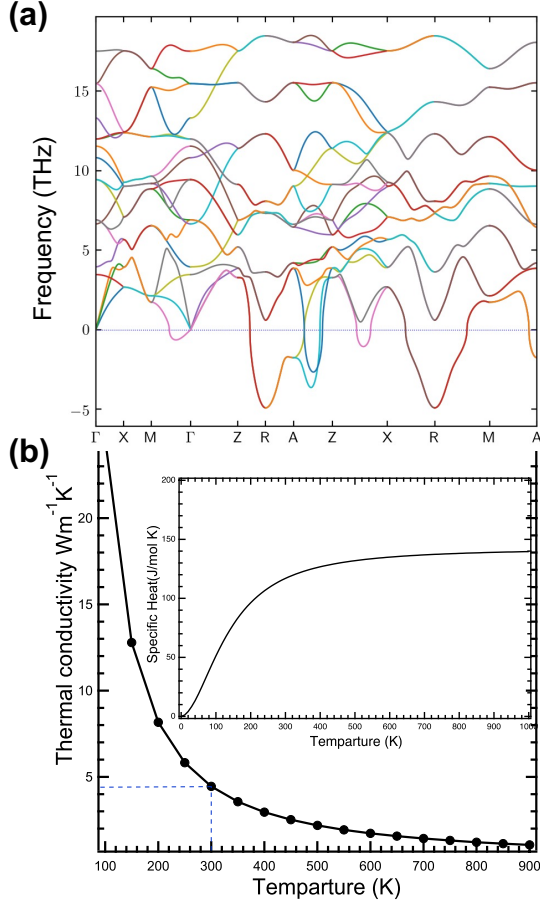 (a)
Frequency (THz)
15
10
5
0
−5
Γ X M Γ Z R A Z X R M A
(b)
Thermal conductivity Wm⁻¹K⁻¹
20
15
10
5
Specific Heat(J/mol K)
200
150
100
50
0
0 100 200 300 400 500 600 700 800 900 1000
Temparture (K)
100 200 300 400 500 600 700 800 900
Temparture (K)